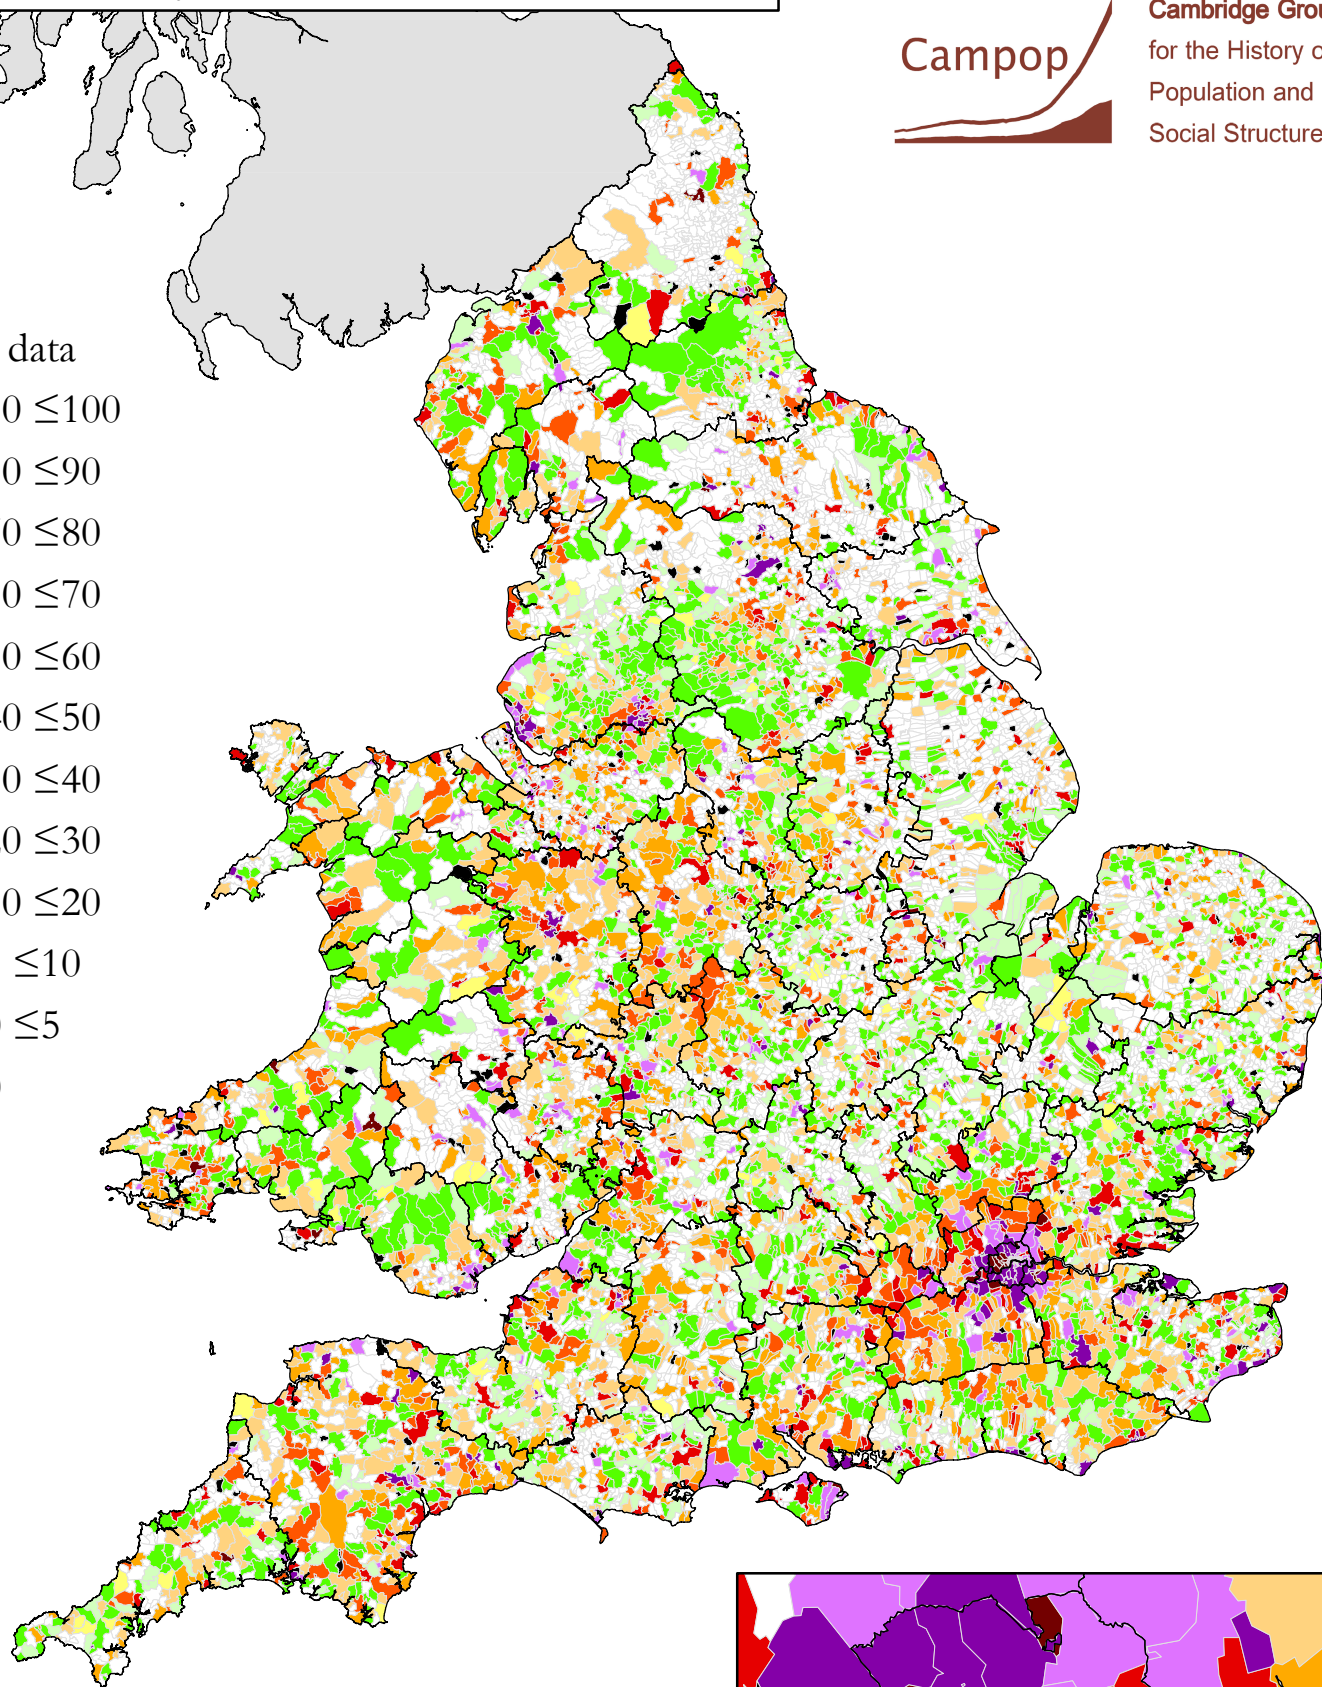 Campop
Cambridge Grou
for the History o
Population and
Social Structure
data
0 ≤100
0 ≤90
0 ≤80
0 ≤70
0 ≤60
0 ≤50
0 ≤40
0 ≤30
0 ≤20
≤10
≤5